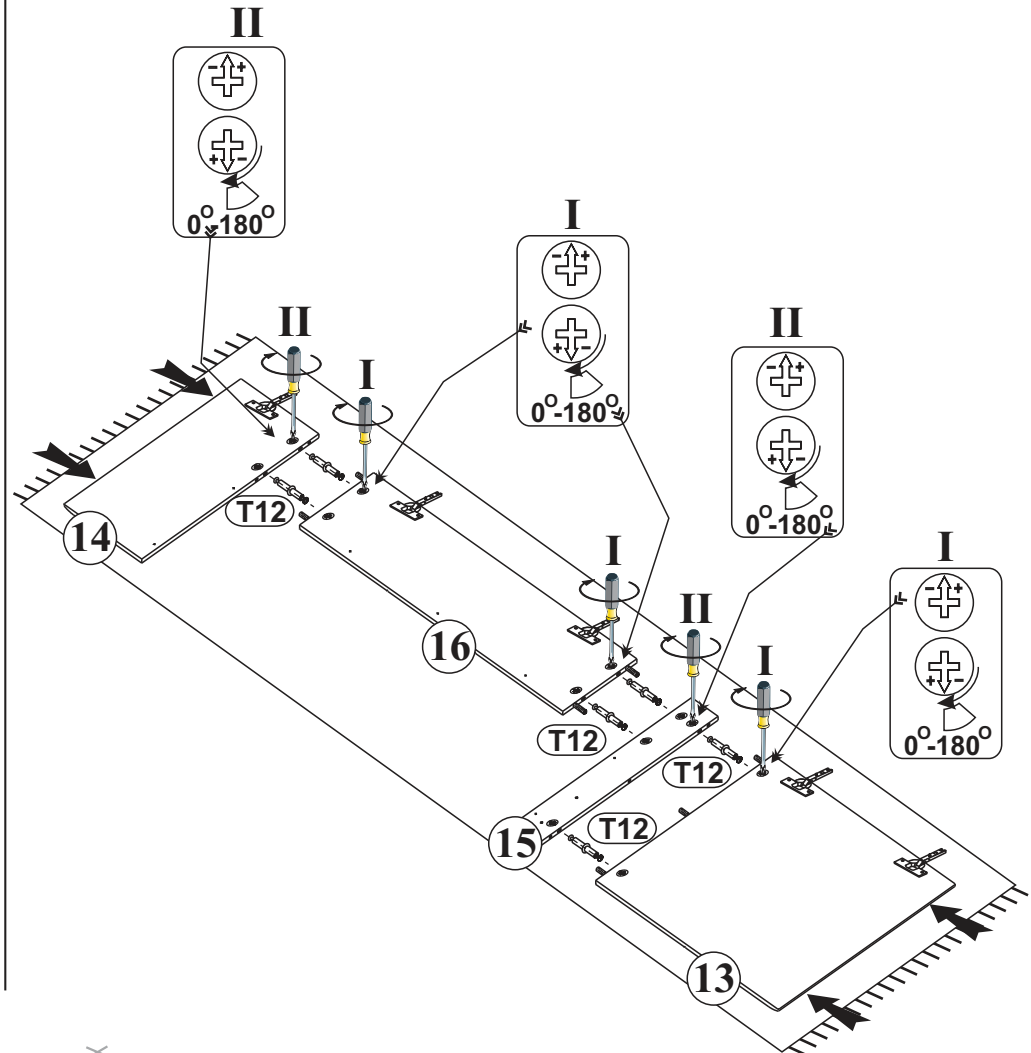 II
- +
+ -
0°-180°
I
- +
+ -
0°-180°
II
I
II
- +
+ -
0°-180°
T12
14
I
- +
+ -
0°-180°
I
II
I
16
T12
T12
T12
15
13